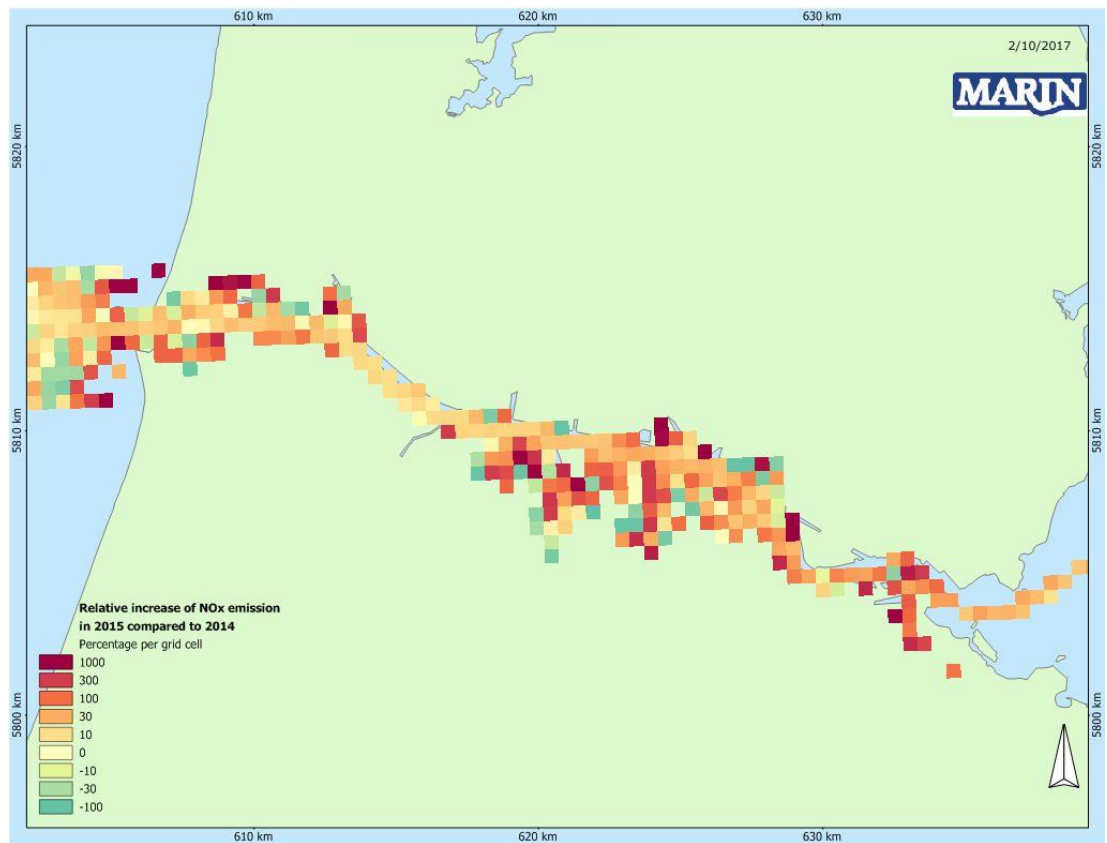 610 km
620 km
630 km
2/10/2017
MARIN
5820 km
5820 km
5810 km
5810 km
Relative increase of NOx emission
in 2015 compared to 2014
Percentage per grid cell
1000
300
100
30
10
0
-10
-30
-100
5800 km
5800 km
610 km
620 km
630 km